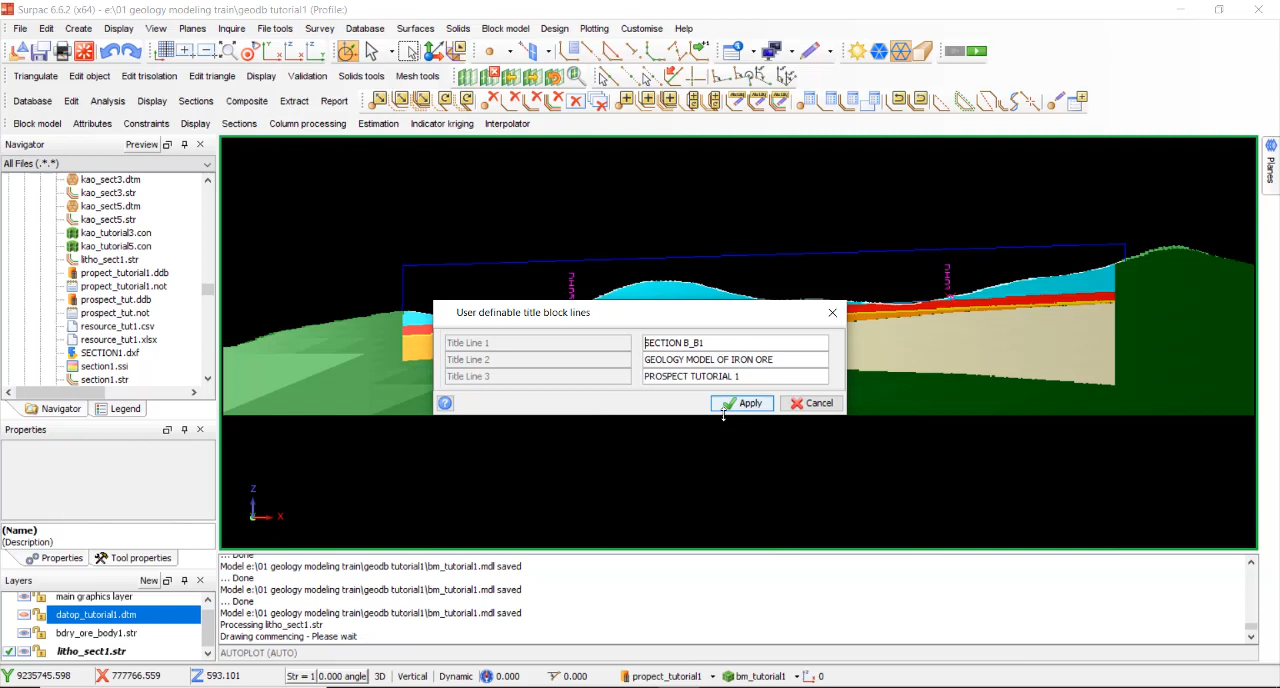 Surpac 6.6.2 (x64) - e:\01 geology modeling train\geodb tutorial1 (Profile:)
File Edit Create Display View Planes Inquire File tools Survey Database Surfaces Solids Block model Design Plotting Customise Help
Triangulate Edit object Edit trisolation Edit triangle Display Validation Solids tools Mesh tools
Database Edit Analysis Display Sections Composite Extract Report
Block model Attributes Constraints Display Sections Column processing Estimation Indicator kriging Interpolator
Navigator Preview
All Files (.*.*)
kao_sect3.dtm
kao_sect3.str
kao_sect5.dtm
kao_sect5.str
kao_tutorial3.con
kao_tutorial5.con
litho_sect1.str
propect_tutorial1.ddb
propect_tutorial1.not
prospect_tut.ddb
prospect_tut.not
resource_tut1.csv
resource_tut1.xlsx
SECTION1.dxf
section1.ssi
section1.str
Navigator Legend
Properties
(Name)
(Description)
Properties Tool properties
Layers New
main graphics layer
datop_tutorial1.dtm
bdry_ore_body1.str
litho_sect1.str
Planes
User definable title block lines
Title Line 1 SECTION B_B1
Title Line 2 GEOLOGY MODEL OF IRON ORE
Title Line 3 PROSPECT TUTORIAL 1
? Apply Cancel
Z
X
... Done
Model e:\01 geology modeling train\geodb tutorial1\bm_tutorial1.mdl saved
... Done
Model e:\01 geology modeling train\geodb tutorial1\bm_tutorial1.mdl saved
... Done
Model e:\01 geology modeling train\geodb tutorial1\bm_tutorial1.mdl saved
Processing litho_sect1.str
Drawing commencing - Please wait
AUTOPLOT (AUTO)
Y 9235745.598 X 777766.559 Z 593.101 Str = 1 0.000 angle 3D Vertical Dynamic 0.000 0.000 propect_tutorial1 bm_tutorial1 0